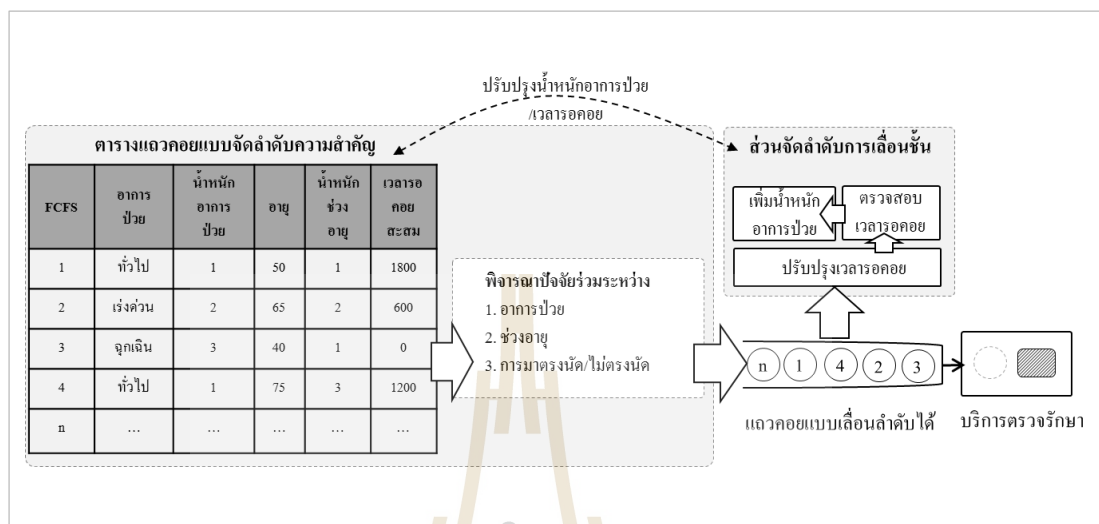 ปรับปรุงน้ำหนักอาการป่วย
/เวลารอคอย
ตารางแถวคอยแบบจัดลำดับความสำคัญ
FCFS อาการป่วย น้ำหนักอาการป่วย อายุ น้ำหนักช่วงอายุ เวลารอคอยสะสม
1 ทั่วไป 1 50 1 1800
2 เร่งด่วน 2 65 2 600
3 ฉุกเฉิน 3 40 1 0
4 ทั่วไป 1 75 3 1200
n ... ... ... ... ...
พิจารณาปัจจัยร่วมระหว่าง
1. อาการป่วย
2. ช่วงอายุ
3. การมาตรงนัด/ไม่ตรงนัด
ส่วนจัดลำดับการเลื่อนชั้น
เพิ่มน้ำหนัก
อาการป่วย
ตรวจสอบ
เวลารอคอย
ปรับปรุงเวลารอคอย
n 1 4 2 3
แถวคอยแบบเลื่อนลำดับได้
บริการตรวจรักษา